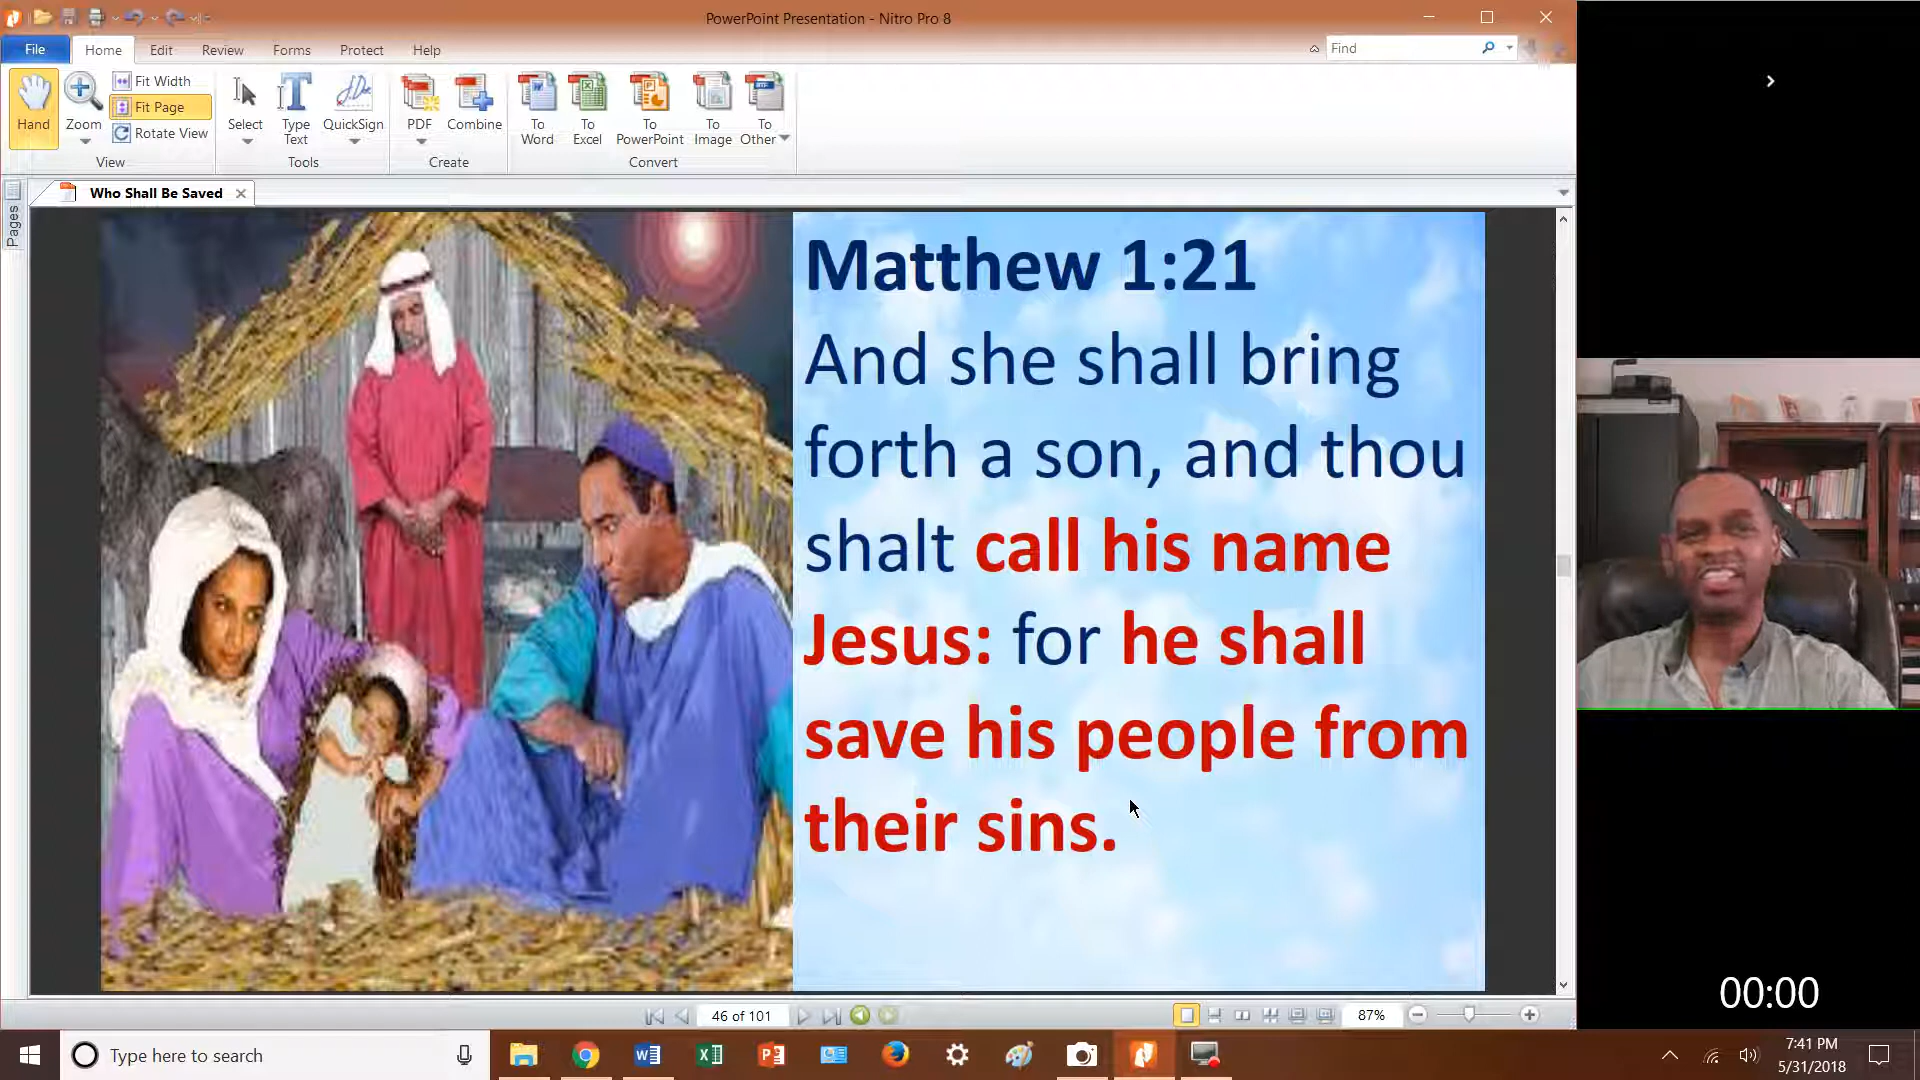 PowerPoint Presentation - Nitro Pro 8
File Home Edit Review Forms Protect Help
Find
Hand
Zoom
Fit Width
Fit Page
Rotate View
View
Select
Type Text
QuickSign
Tools
PDF
Combine
Create
To Word
To Excel
To PowerPoint
To Image
To Other
Convert
Pages
Who Shall Be Saved
Matthew 1:21
And she shall bring
forth a son, and thou
shalt call his name
Jesus: for he shall
save his people from
their sins.
00:00
46 of 101
87%
Type here to search
7:41 PM
5/31/2018